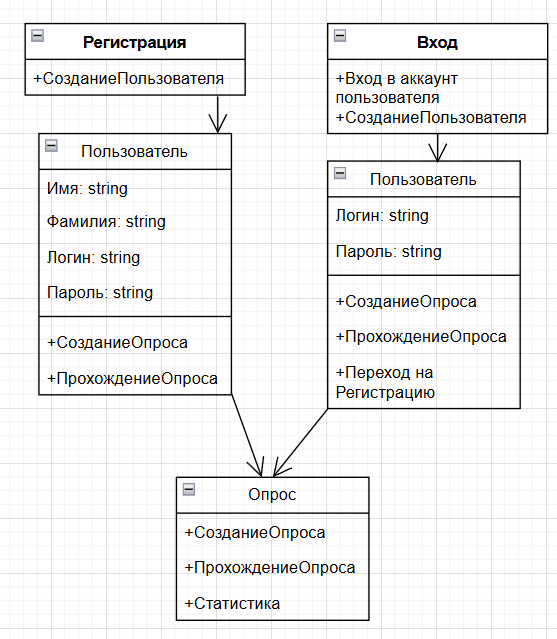 Регистрация
+СозданиеПользователя
Вход
+Вход в аккаунт
пользователя
+СозданиеПользователя
Пользователь
Имя: string
Фамилия: string
Логин: string
Пароль: string
+СозданиеОпроса
+ПрохождениеОпроса
Пользователь
Логин: string
Пароль: string
+СозданиеОпроса
+ПрохождениеОпроса
+Переход на
Регистрацию
Опрос
+СозданиеОпроса
+ПрохождениеОпроса
+Статистика